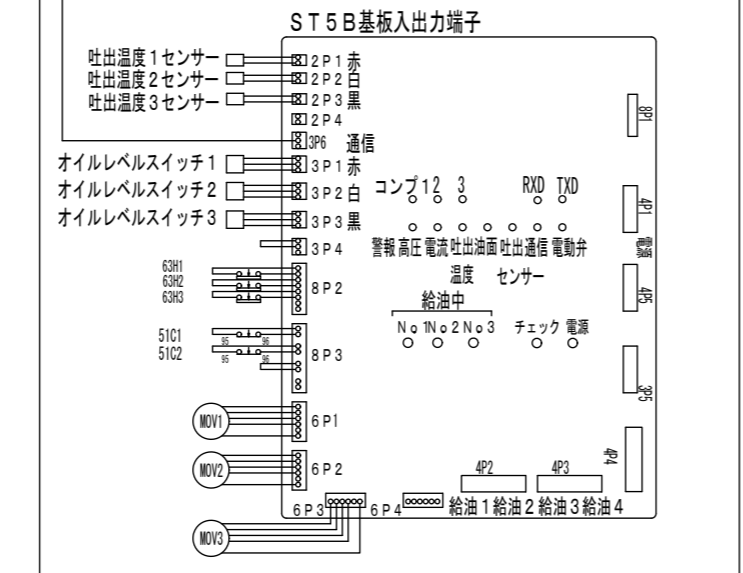 ST5B基板入出力端子
吐出温度1センサー 2P1 赤
吐出温度2センサー 2P2 白
吐出温度3センサー 2P3 黒
2P4
8P1
3P6 通信
オイルレベルスイッチ1 3P1 赤
オイルレベルスイッチ2 3P2 白
オイルレベルスイッチ3 3P3 黒
コンプ1 2 3 RXD TXD
4P1
電源
3P4
警報 高圧 電流 吐出 油面 吐出 通信 電動弁
温度 センサー
63H1
63H2
63H3
8P2
4P5
給油中
No1 No2 No3 チェック 電源
51C1
95 96
51C2
95 96
8P3
3P5
MOV1 6P1
MOV2 6P2
4P4
4P2 4P3
6P3 6P4 給油1 給油2 給油3 給油4
MOV3